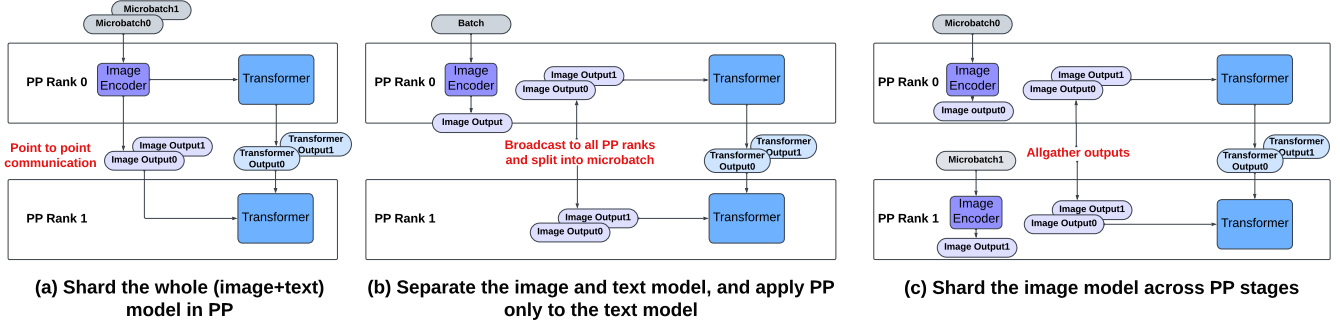 Microbatch1
Microbatch0
PP Rank 0
Image
Encoder
Transformer
Point to point
communication
Image Output1
Image Output0
Transformer
Output1
Transformer
Output0
PP Rank 1
Transformer
(a) Shard the whole (image+text)
model in PP
Batch
PP Rank 0
Image
Encoder
Image Output
Image Output1
Image Output0
Transformer
Broadcast to all PP ranks
and split into microbatch
Transformer
Output1
Transformer
Output0
PP Rank 1
Image Output1
Image Output0
Transformer
(b) Separate the image and text model, and apply PP
only to the text model
Microbatch0
PP Rank 0
Image
Encoder
Image output0
Image Output1
Image Output0
Transformer
Allgather outputs
Transformer
Output1
Transformer
Output0
Microbatch1
PP Rank 1
Image
Encoder
Image Output1
Image Output1
Image Output0
Transformer
(c) Shard the image model across PP stages